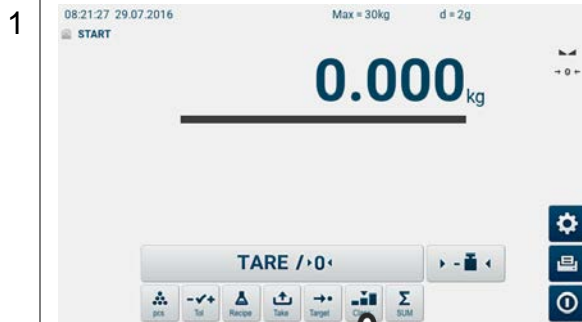 1
08:21:27 29.07.2016 Max = 30kg d = 2g
START
0.000 kg
→ 0 ←
TARE /→0←
pcs Tol Recipe Take Target SUM